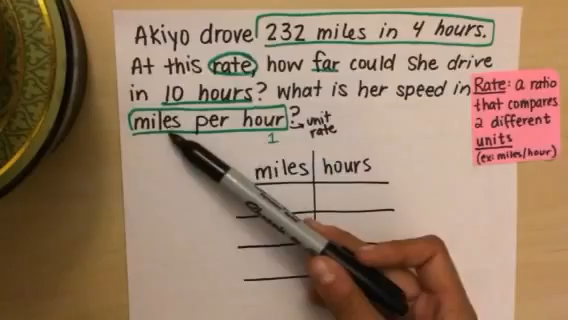 Akiyo drove 232 miles in 4 hours.
At this rate, how far could she drive
in 10 hours? What is her speed in
miles per hour?
→ unit
rate
1
miles hours
Rate: a ratio
that compares
2 different
units
(ex: miles/hour)